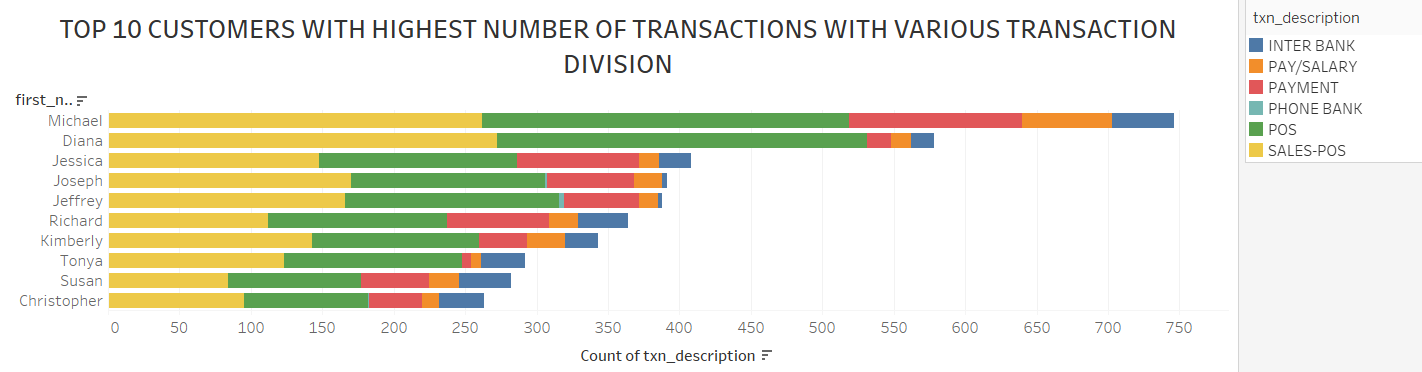 TOP 10 CUSTOMERS WITH HIGHEST NUMBER OF TRANSACTIONS WITH VARIOUS TRANSACTION
DIVISION
first_n..
Michael
Diana
Jessica
Joseph
Jeffrey
Richard
Kimberly
Tonya
Susan
Christopher
0 50 100 150 200 250 300 350 400 450 500 550 600 650 700 750
Count of txn_description
txn_description
INTER BANK
PAY/SALARY
PAYMENT
PHONE BANK
POS
SALES-POS